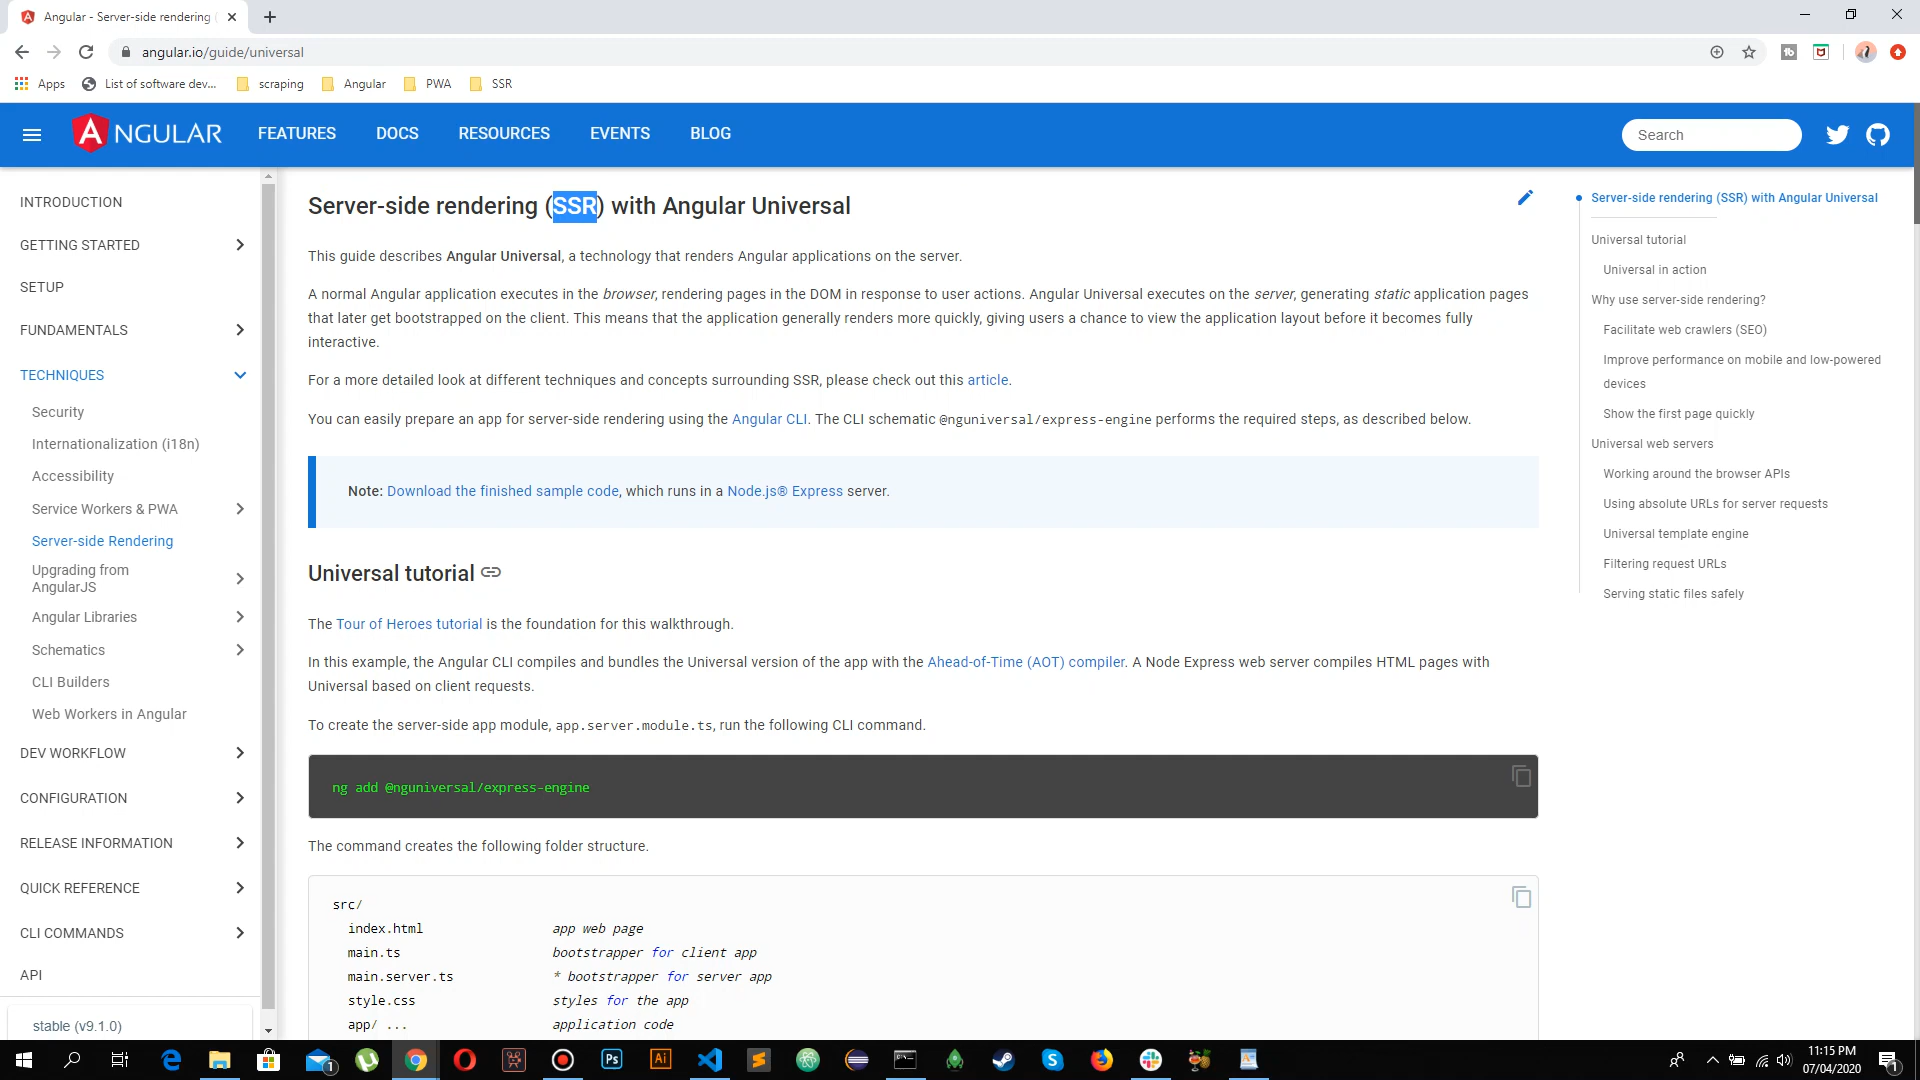 Angular - Server-side rendering (
angular.io/guide/universal
Apps
List of software dev...
scraping
Angular
PWA
SSR
NGULAR
FEATURES
DOCS
RESOURCES
EVENTS
BLOG
Search
INTRODUCTION
GETTING STARTED
SETUP
FUNDAMENTALS
TECHNIQUES
Security
Internationalization (i18n)
Accessibility
Service Workers & PWA
Server-side Rendering
Upgrading from
AngularJS
Angular Libraries
Schematics
CLI Builders
Web Workers in Angular
DEV WORKFLOW
CONFIGURATION
RELEASE INFORMATION
QUICK REFERENCE
CLI COMMANDS
API
stable (v9.1.0)
Server-side rendering (SSR) with Angular Universal
This guide describes Angular Universal, a technology that renders Angular applications on the server.
A normal Angular application executes in the browser, rendering pages in the DOM in response to user actions. Angular Universal executes on the server, generating static application pages
that later get bootstrapped on the client. This means that the application generally renders more quickly, giving users a chance to view the application layout before it becomes fully
interactive.
For a more detailed look at different techniques and concepts surrounding SSR, please check out this article.
You can easily prepare an app for server-side rendering using the Angular CLI. The CLI schematic @nguniversal/express-engine performs the required steps, as described below.
Note: Download the finished sample code, which runs in a Node.js® Express server.
Universal tutorial
The Tour of Heroes tutorial is the foundation for this walkthrough.
In this example, the Angular CLI compiles and bundles the Universal version of the app with the Ahead-of-Time (AOT) compiler. A Node Express web server compiles HTML pages with
Universal based on client requests.
To create the server-side app module, app.server.module.ts, run the following CLI command.
ng add @nguniversal/express-engine
The command creates the following folder structure.
src/
index.html app web page
main.ts bootstrapper for client app
main.server.ts * bootstrapper for server app
style.css styles for the app
app/ ... application code
Server-side rendering (SSR) with Angular Universal
Universal tutorial
Universal in action
Why use server-side rendering?
Facilitate web crawlers (SEO)
Improve performance on mobile and low-powered
devices
Show the first page quickly
Universal web servers
Working around the browser APIs
Using absolute URLs for server requests
Universal template engine
Filtering request URLs
Serving static files safely
1
Ps
Ai
11:15 PM
07/04/2020
1